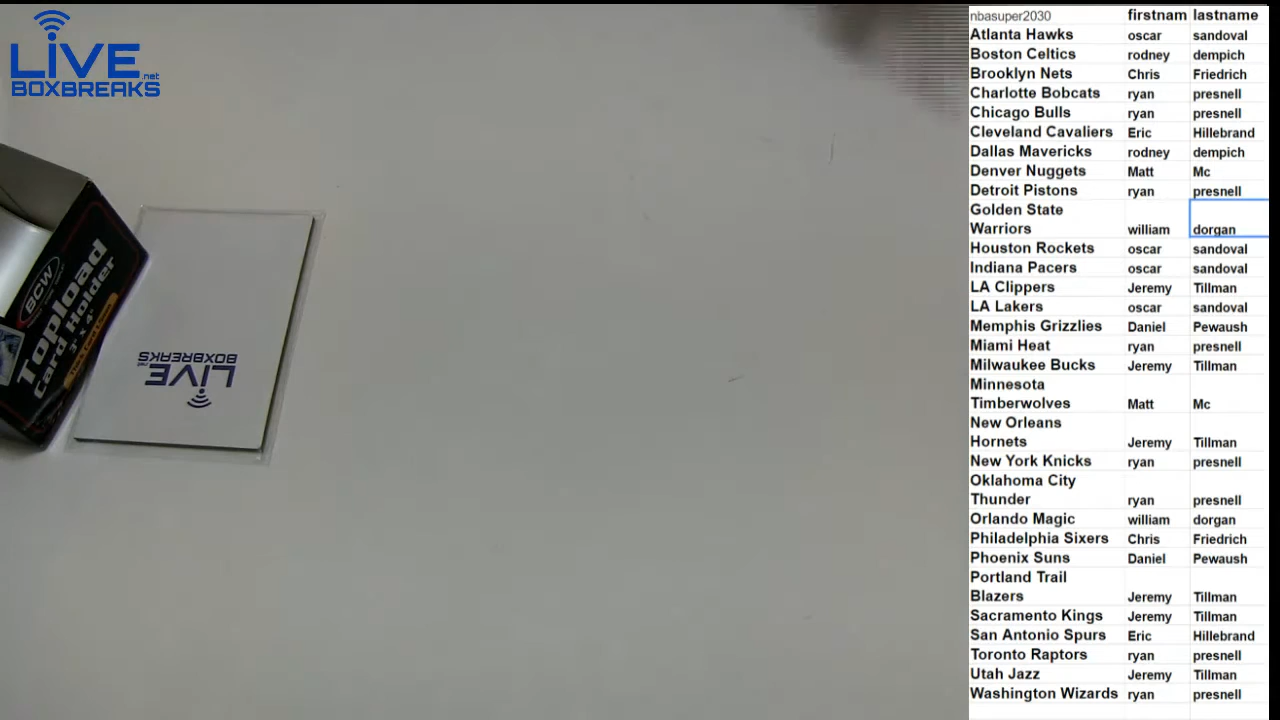 LiVE
.net
BOXBREAKS
BCW
Topload
Card Holder
3" x 4"
LiVE
.net
BOXBREAKS
nbasuper2030 firstnam lastname
Atlanta Hawks oscar sandoval
Boston Celtics rodney dempich
Brooklyn Nets Chris Friedrich
Charlotte Bobcats ryan presnell
Chicago Bulls ryan presnell
Cleveland Cavaliers Eric Hillebrand
Dallas Mavericks rodney dempich
Denver Nuggets Matt Mc
Detroit Pistons ryan presnell
Golden State
Warriors william dorgan
Houston Rockets oscar sandoval
Indiana Pacers oscar sandoval
LA Clippers Jeremy Tillman
LA Lakers oscar sandoval
Memphis Grizzlies Daniel Pewaush
Miami Heat ryan presnell
Milwaukee Bucks Jeremy Tillman
Minnesota
Timberwolves Matt Mc
New Orleans
Hornets Jeremy Tillman
New York Knicks ryan presnell
Oklahoma City
Thunder ryan presnell
Orlando Magic william dorgan
Philadelphia Sixers Chris Friedrich
Phoenix Suns Daniel Pewaush
Portland Trail
Blazers Jeremy Tillman
Sacramento Kings Jeremy Tillman
San Antonio Spurs Eric Hillebrand
Toronto Raptors ryan presnell
Utah Jazz Jeremy Tillman
Washington Wizards ryan presnell